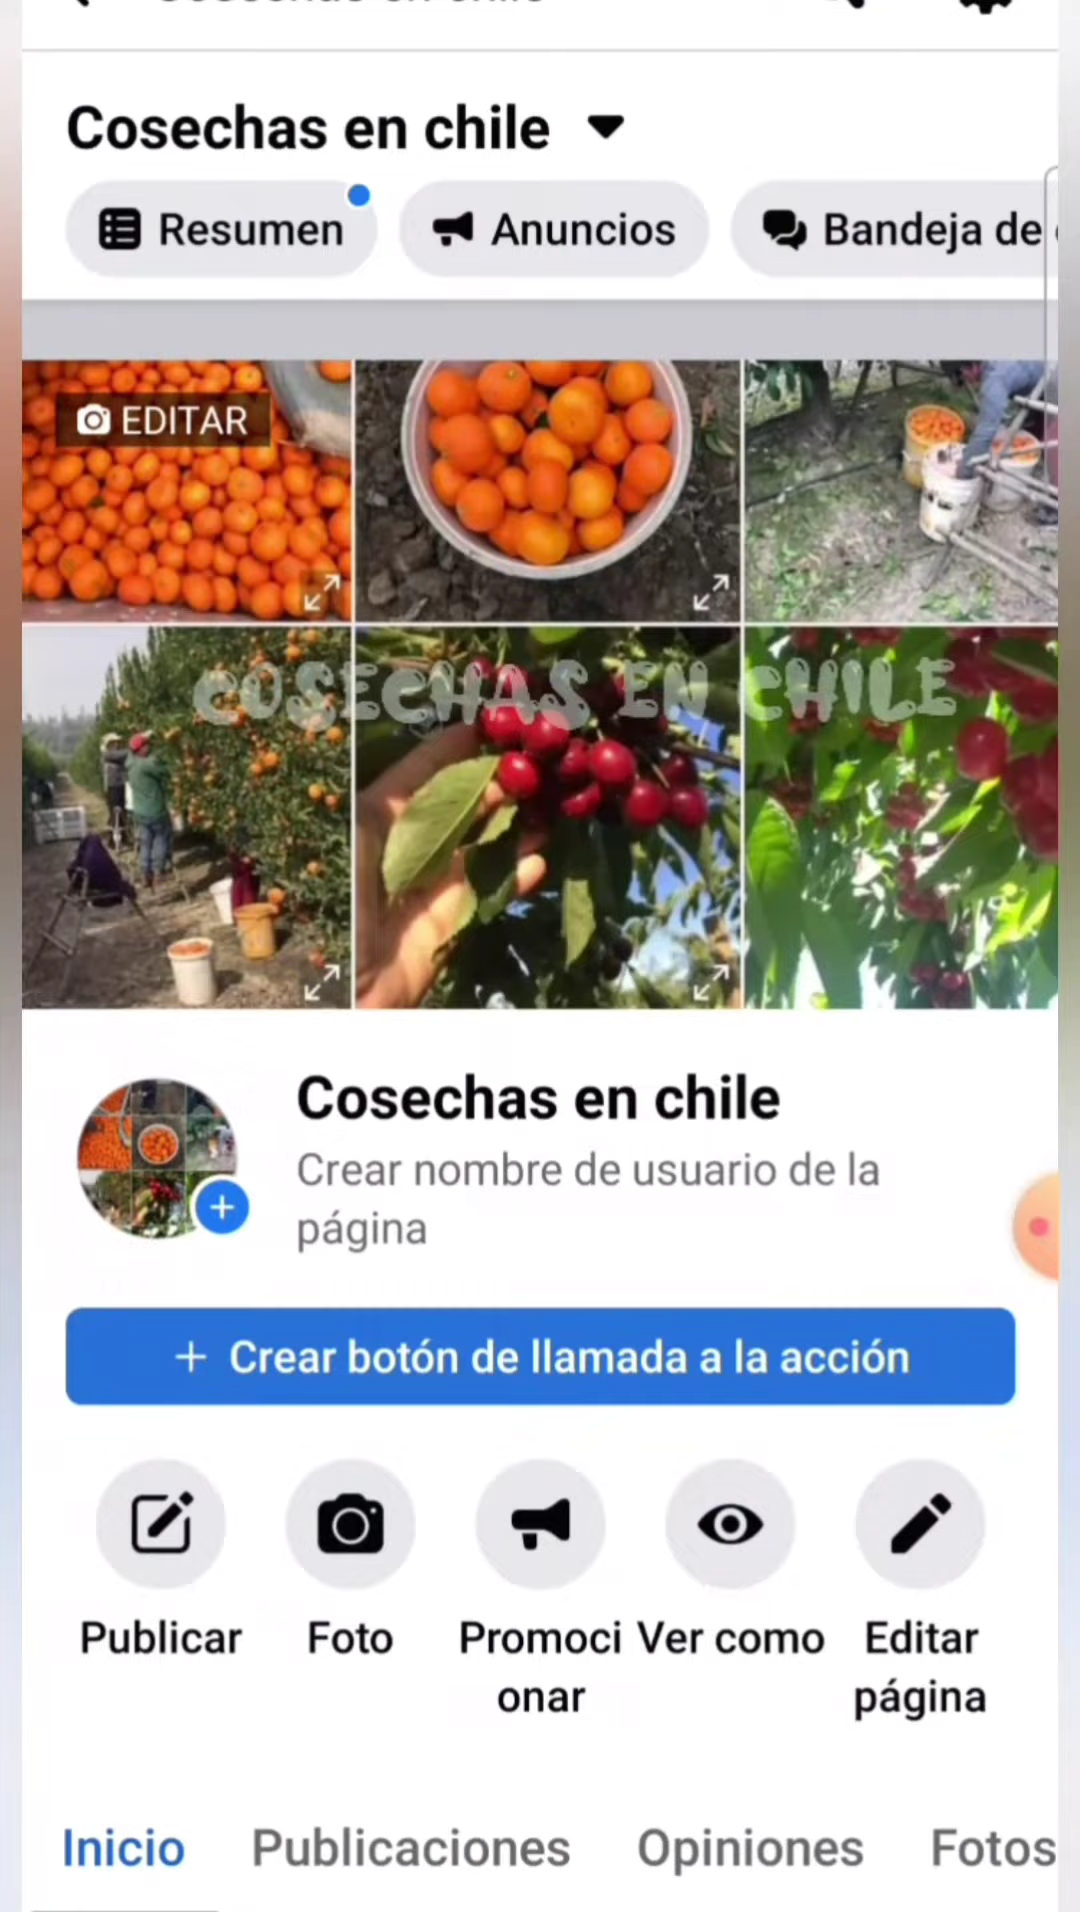 Cosechas en chile
Resumen
Anuncios
Bandeja de
EDITAR
COSECHAS EN CHILE
Cosechas en chile
Crear nombre de usuario de la
página
+ Crear botón de llamada a la acción
Publicar
Foto
Promoci
onar
Ver como
Editar
página
Inicio
Publicaciones
Opiniones
Fotos